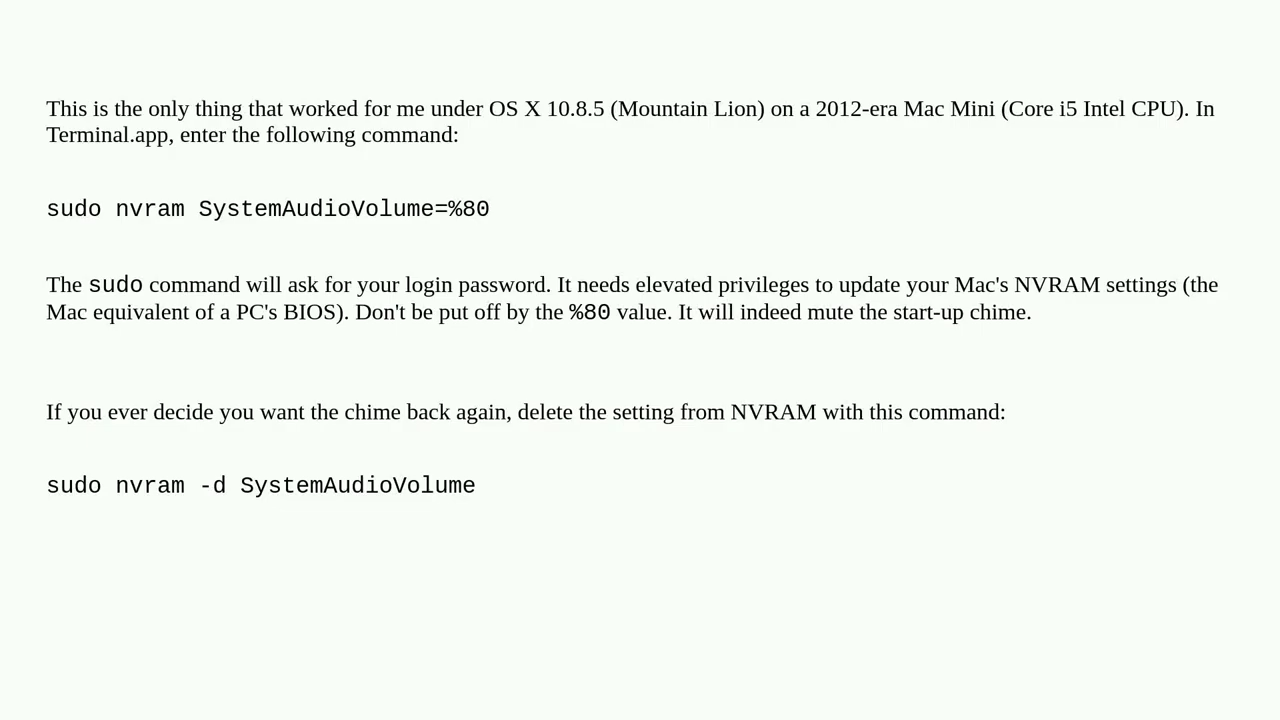 This is the only thing that worked for me under OS X 10.8.5 (Mountain Lion) on a 2012-era Mac Mini (Core i5 Intel CPU). In
Terminal.app, enter the following command:
sudo nvram SystemAudioVolume=%80
The sudo command will ask for your login password. It needs elevated privileges to update your Mac's NVRAM settings (the
Mac equivalent of a PC's BIOS). Don't be put off by the %80 value. It will indeed mute the start-up chime.
If you ever decide you want the chime back again, delete the setting from NVRAM with this command:
sudo nvram -d SystemAudioVolume